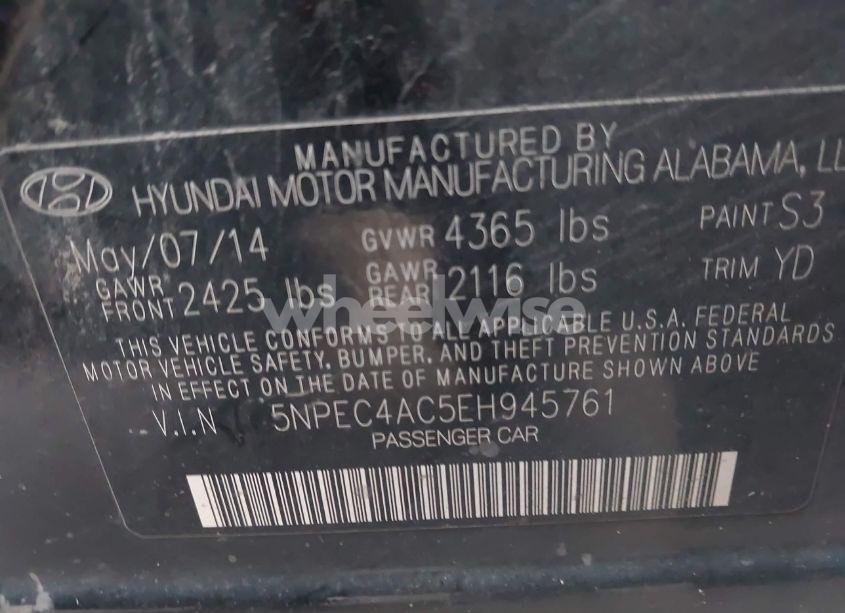 MANUFACTURED BY
HYUNDAI MOTOR MANUFACTURING ALABAMA, LL
May/07/14 GVWR 4365 lbs PAINT S3
GAWR FRONT 2425 lbs GAWR REAR 2116 lbs TRIM YD
wheelwise
THIS VEHICLE CONFORMS TO ALL APPLICABLE U.S.A. FEDERAL
MOTOR VEHICLE SAFETY, BUMPER, AND THEFT PREVENTION STANDARDS
IN EFFECT ON THE DATE OF MANUFACTURE SHOWN ABOVE
V.I.N 5NPEC4AC5EH945761
PASSENGER CAR